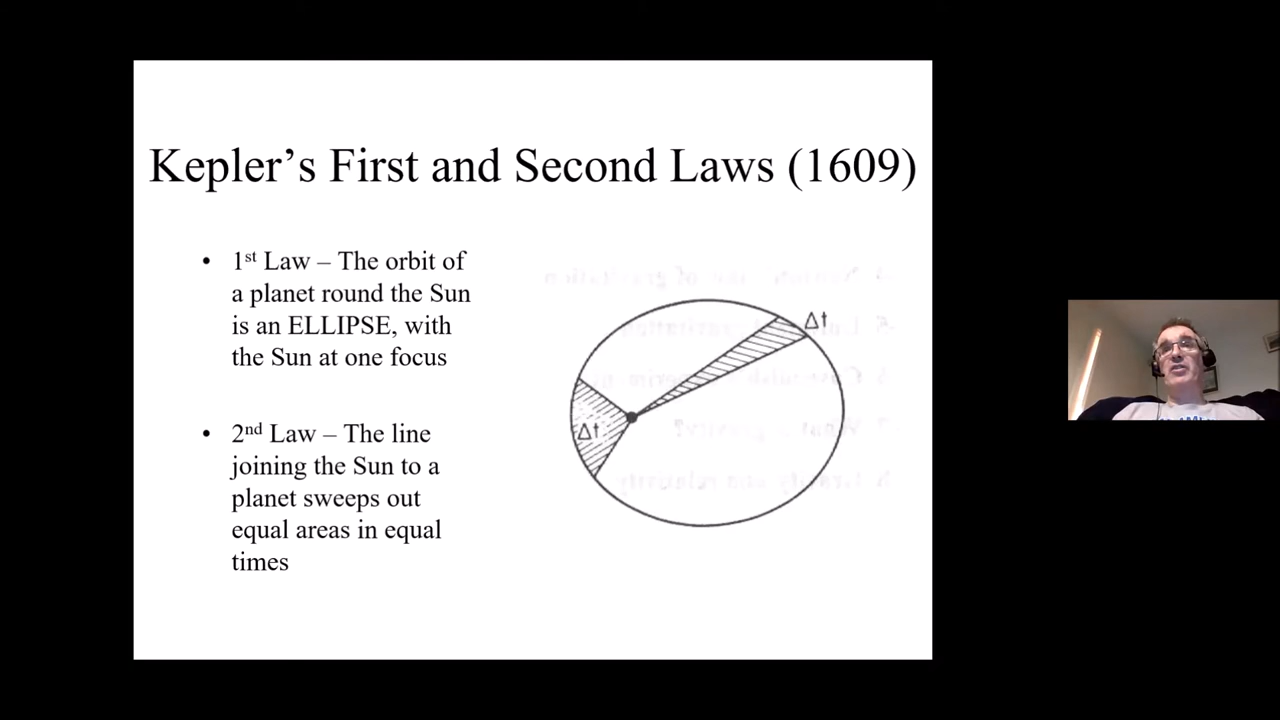 Kepler’s First and Second Laws (1609)
• 1st Law – The orbit of
a planet round the Sun
is an ELLIPSE, with
the Sun at one focus
• 2nd Law – The line
joining the Sun to a
planet sweeps out
equal areas in equal
times
Δt
Δt